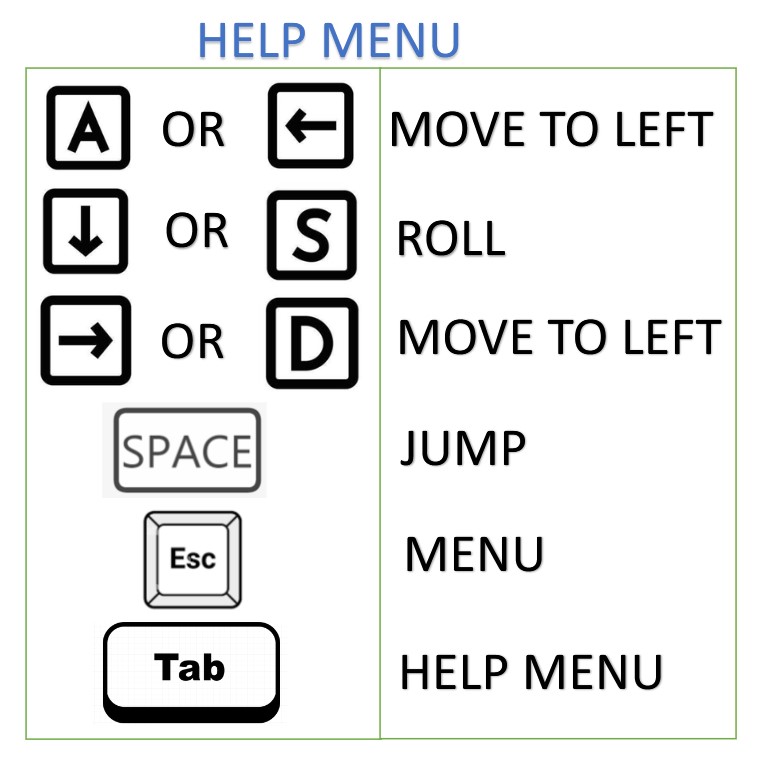 HELP MENU
A OR ← MOVE TO LEFT
↓ OR S ROLL
→ OR D MOVE TO LEFT
SPACE JUMP
Esc MENU
Tab HELP MENU